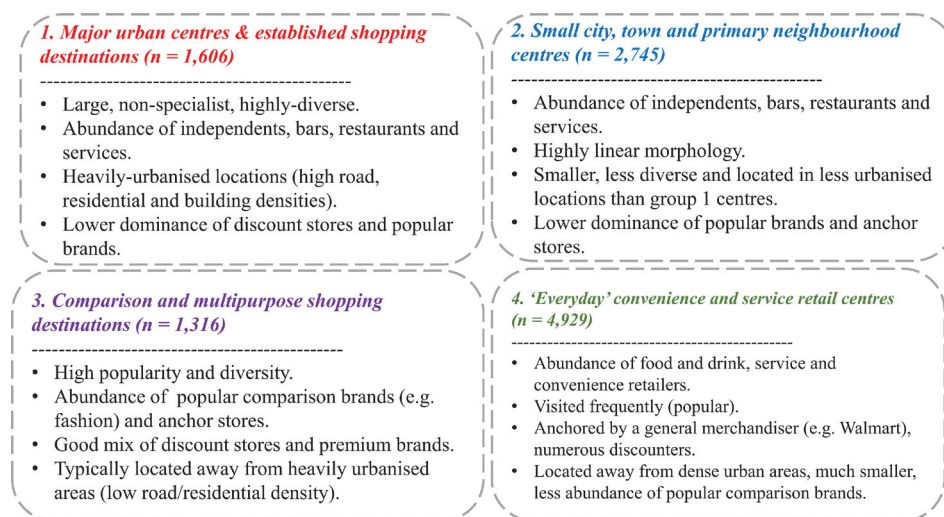 1. Major urban centres & established shopping
destinations (n = 1,606)
-----------------------------------------------
• Large, non-specialist, highly-diverse.
• Abundance of independents, bars, restaurants and
services.
• Heavily-urbanised locations (high road,
residential and building densities).
• Lower dominance of discount stores and popular
brands.
2. Small city, town and primary neighbourhood
centres (n = 2,745)
-----------------------------------------------
• Abundance of independents, bars, restaurants and
services.
• Highly linear morphology.
• Smaller, less diverse and located in less urbanised
locations than group 1 centres.
• Lower dominance of popular brands and anchor
stores.
3. Comparison and multipurpose shopping
destinations (n = 1,316)
-----------------------------------------------
• High popularity and diversity.
• Abundance of popular comparison brands (e.g.
fashion) and anchor stores.
• Good mix of discount stores and premium brands.
• Typically located away from heavily urbanised
areas (low road/residential density).
4. ‘Everyday’ convenience and service retail centres
(n = 4,929)
-----------------------------------------------
• Abundance of food and drink, service and
convenience retailers.
• Visited frequently (popular).
• Anchored by a general merchandiser (e.g. Walmart),
numerous discounters.
• Located away from dense urban areas, much smaller,
less abundance of popular comparison brands.